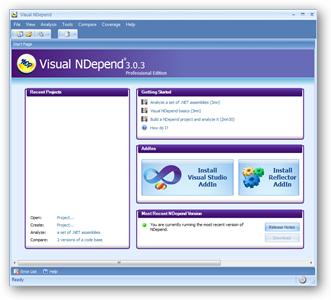 Visual NDepend
File View Analysis Tools Compare Coverage Help
Start Page
Visual NDepend 3.0.3
Professional Edition
Recent Projects
Open: Project...
Create: Project...
Analyze: a set of .NET assemblies
Compare: 2 versions of a code base
Getting Started
Analyze a set of .NET assemblies (3mn)
Visual NDepend basics (3mn)
Build a NDepend project and analyze it (2mn30)
How do I?
AddIns
Install
Visual Studio
AddIn
Install
Reflector
AddIn
Most Recent NDepend Version
You are currently running the most recent version of
NDepend.
Release Notes
Download
Error List Help
Ready